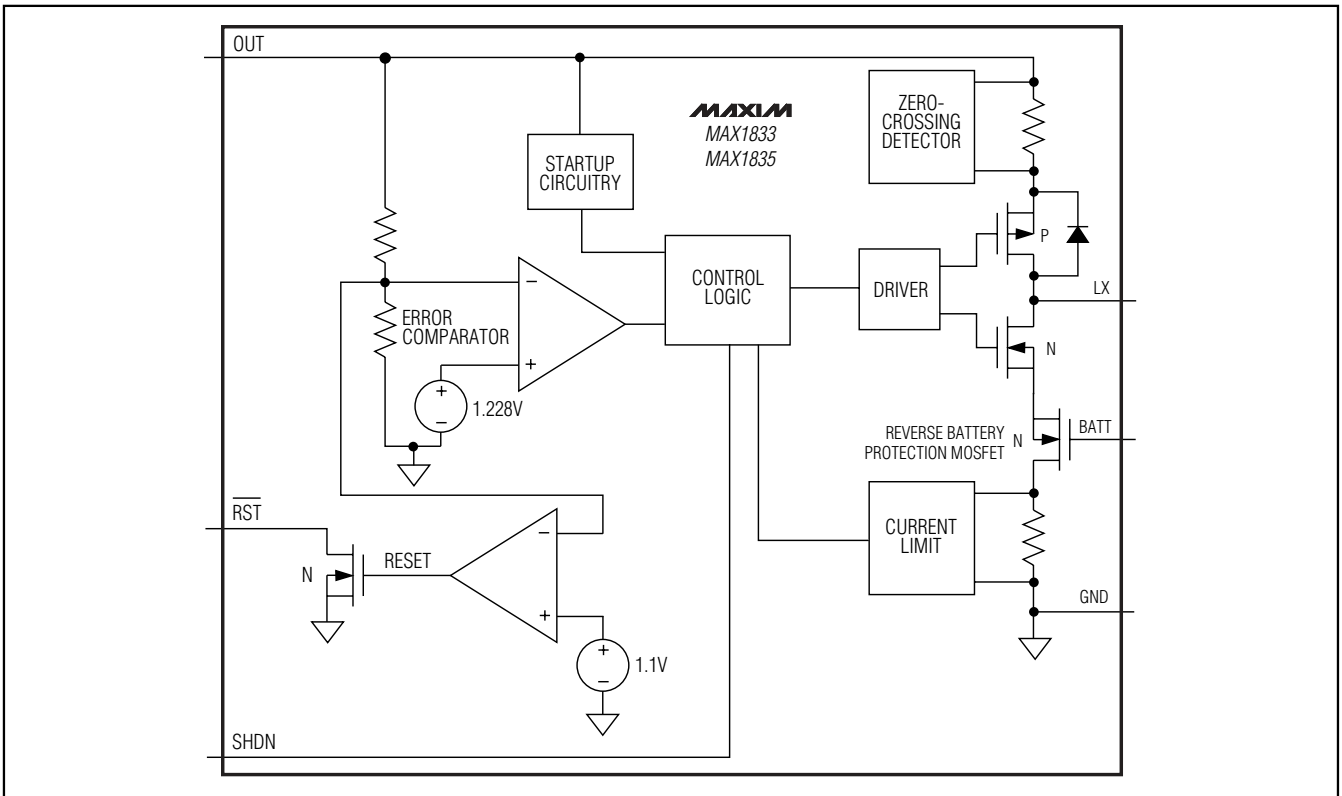 OUT
MAXIM
MAX1833
MAX1835
ZERO-
CROSSING
DETECTOR
STARTUP
CIRCUITRY
P
CONTROL
LOGIC
DRIVER
LX
−
ERROR
COMPARATOR
+
N
+
−
1.228V
REVERSE BATTERY
PROTECTION MOSFET
N
BATT
RST
CURRENT
LIMIT
−
N
RESET
GND
+
+
−
1.1V
SHDN